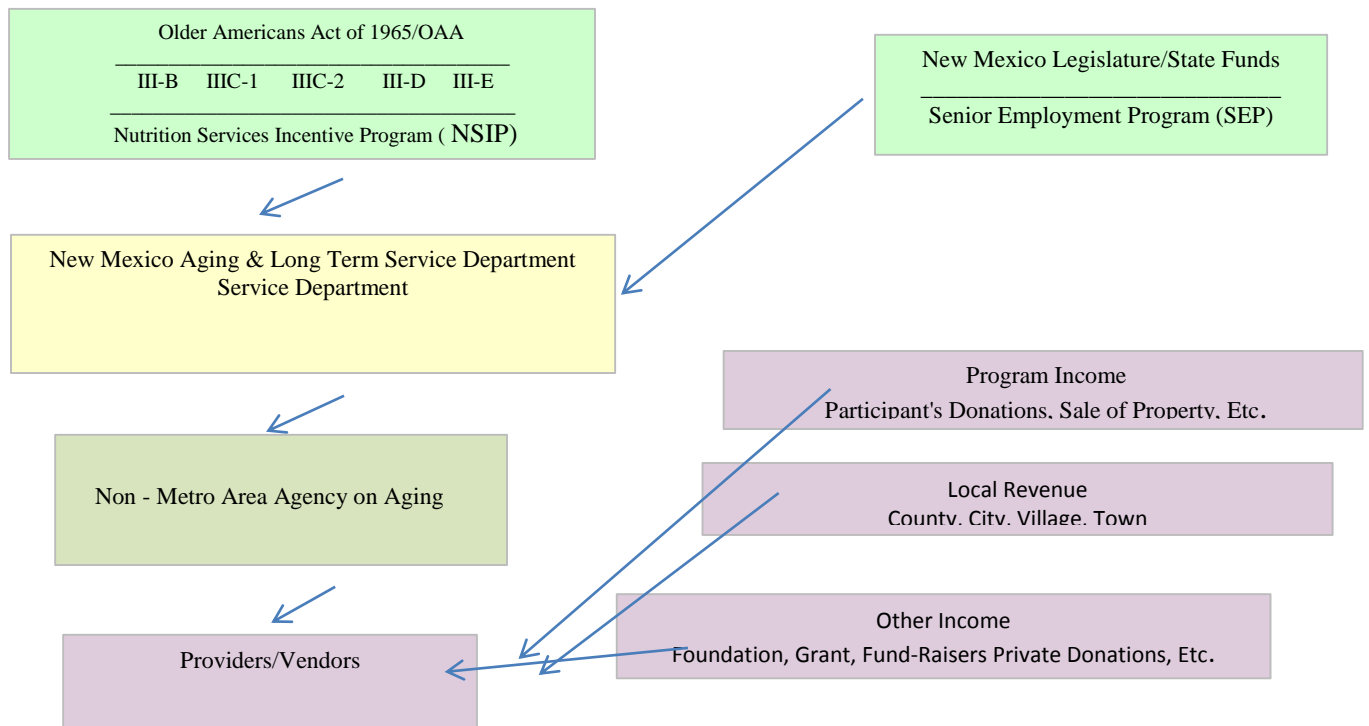 Older Americans Act of 1965/OAA
III-B IIIC-1 IIIC-2 III-D III-E
Nutrition Services Incentive Program ( NSIP)
New Mexico Legislature/State Funds
Senior Employment Program (SEP)
New Mexico Aging & Long Term Service Department
Service Department
Program Income
Participant's Donations, Sale of Property, Etc.
Non - Metro Area Agency on Aging
Local Revenue
County, City, Village, Town
Other Income
Foundation, Grant, Fund-Raisers Private Donations, Etc.
Providers/Vendors